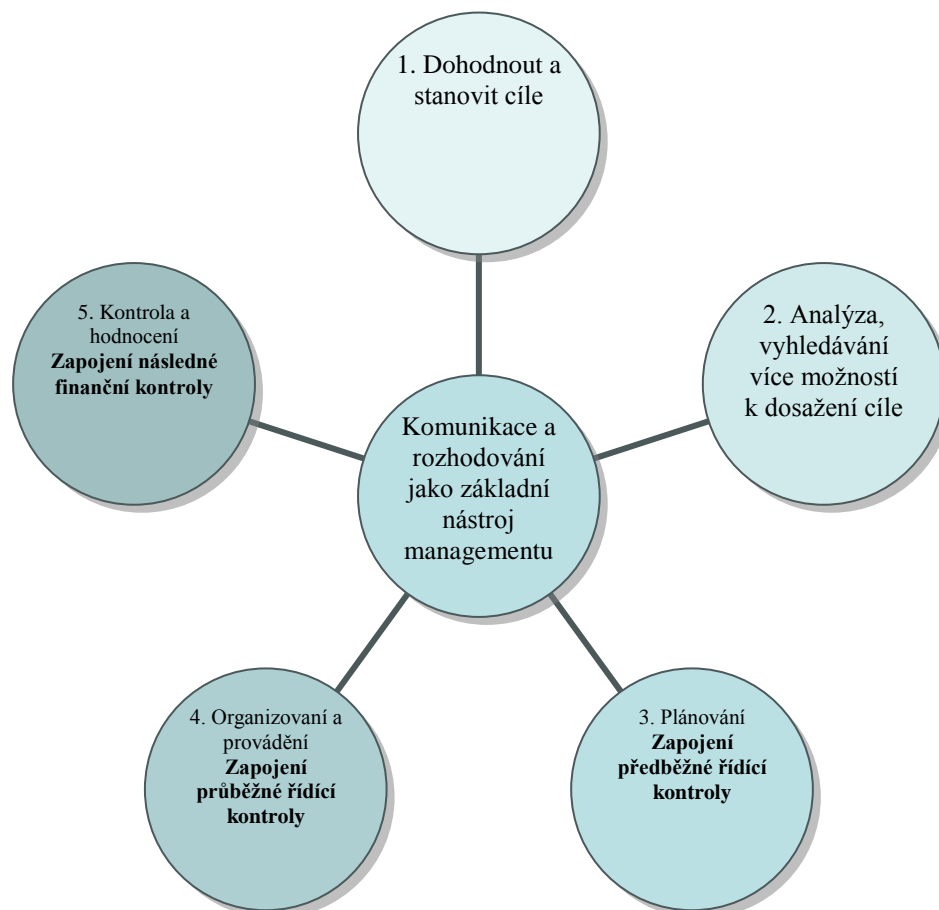 1. Dohodnout a
stanovit cíle
2. Analýza,
vyhledávání
více možností
k dosažení cíle
3. Plánování
Zapojení
předběžné řídící
kontroly
4. Organizovaní a
provádění
Zapojení
průběžné řídící
kontroly
5. Kontrola a
hodnocení
Zapojení následné
finanční kontroly
Komunikace a
rozhodování
jako základní
nástroj
managementu